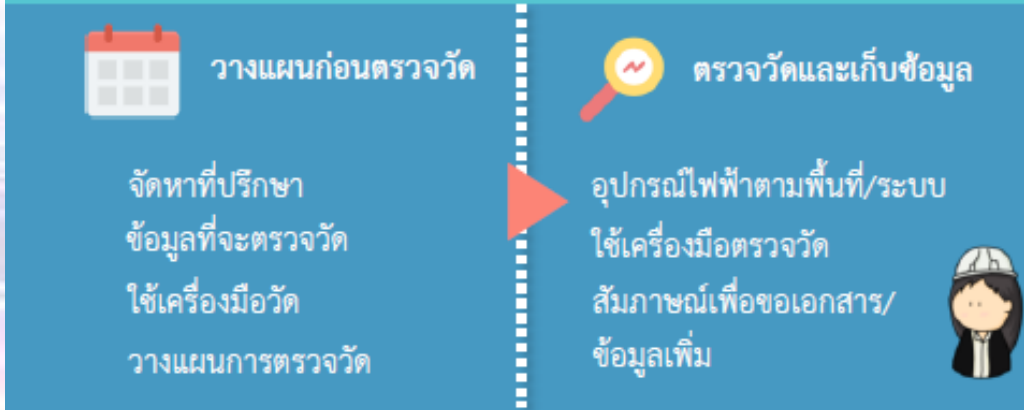 วางแผนก่อนตรวจวัด
จัดหาที่ปรึกษา
ข้อมูลที่จะตรวจวัด
ใช้เครื่องมือวัด
วางแผนการตรวจวัด
ตรวจวัดและเก็บข้อมูล
อุปกรณ์ไฟฟ้าตามพื้นที่/ระบบ
ใช้เครื่องมือตรวจวัด
สัมภาษณ์เพื่อขอเอกสาร/
ข้อมูลเพิ่ม